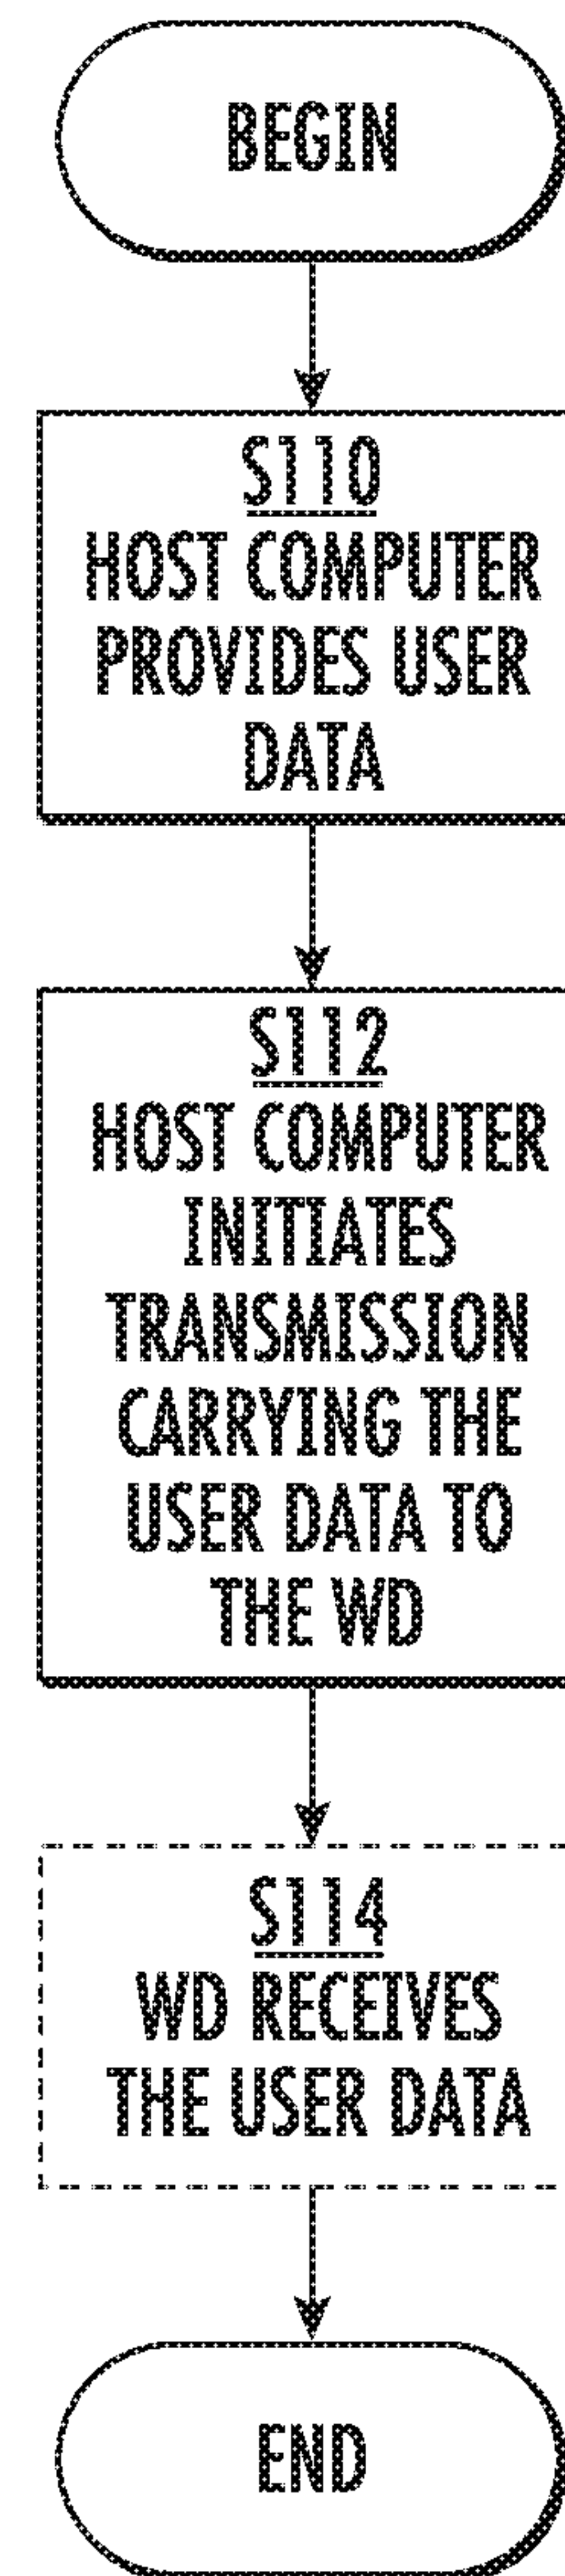 BEGIN
S110
HOST COMPUTER
PROVIDES USER
DATA
S112
HOST COMPUTER
INITIATES
TRANSMISSION
CARRYING THE
USER DATA TO
THE WD
S114
WD RECEIVES
THE USER DATA
END